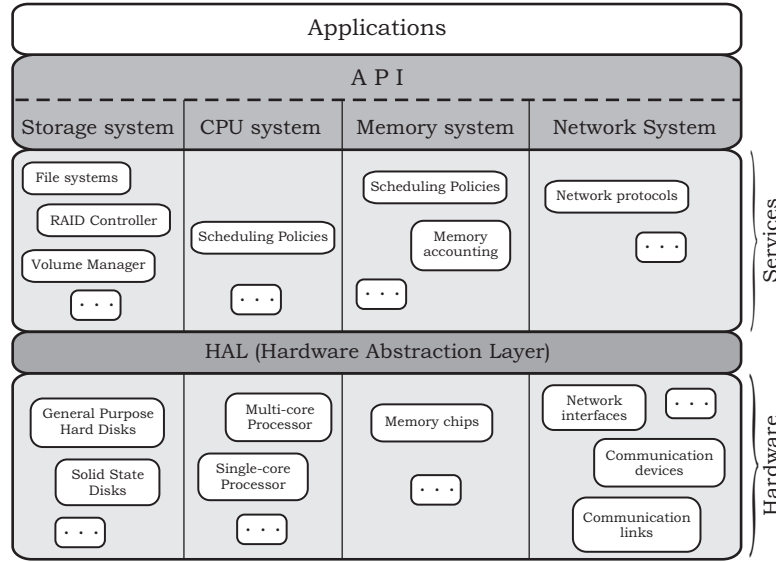 Applications
A P I
Storage system
CPU system
Memory system
Network System
File systems
RAID Controller
Volume Manager
. . .
Scheduling Policies
. . .
Scheduling Policies
Memory
accounting
. . .
Network protocols
. . .
Services
HAL (Hardware Abstraction Layer)
General Purpose
Hard Disks
Solid State
Disks
. . .
Multi-core
Processor
Single-core
Processor
. . .
Memory chips
. . .
Network
interfaces
. . .
Communication
devices
Communication
links
Hardware